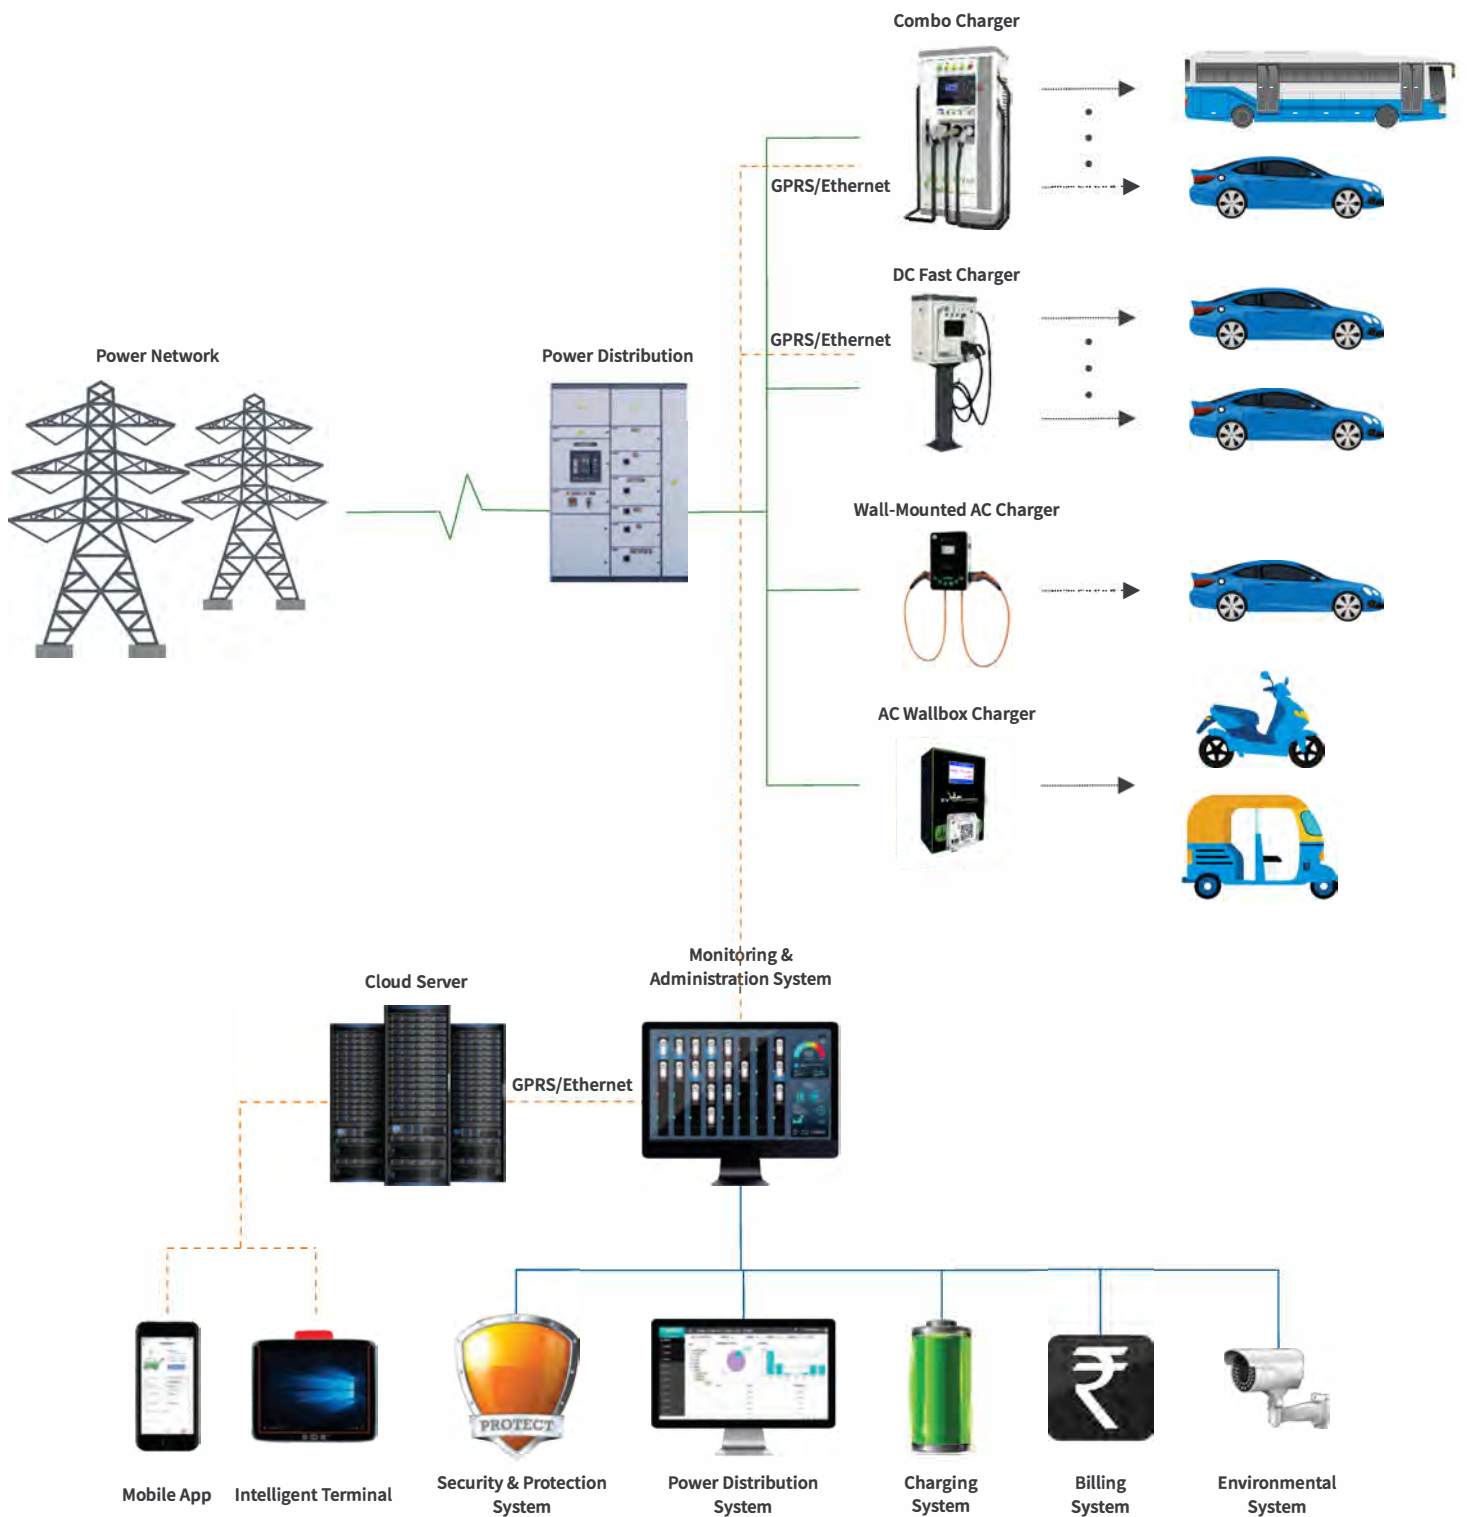 Combo Charger
GPRS/Ethernet
DC Fast Charger
GPRS/Ethernet
Power Network
Power Distribution
Wall-Mounted AC Charger
AC Wallbox Charger
Monitoring &
Administration System
Cloud Server
GPRS/Ethernet
PROTECT
Mobile App
Intelligent Terminal
Security & Protection
System
Power Distribution
System
Charging
System
Billing
System
Environmental
System